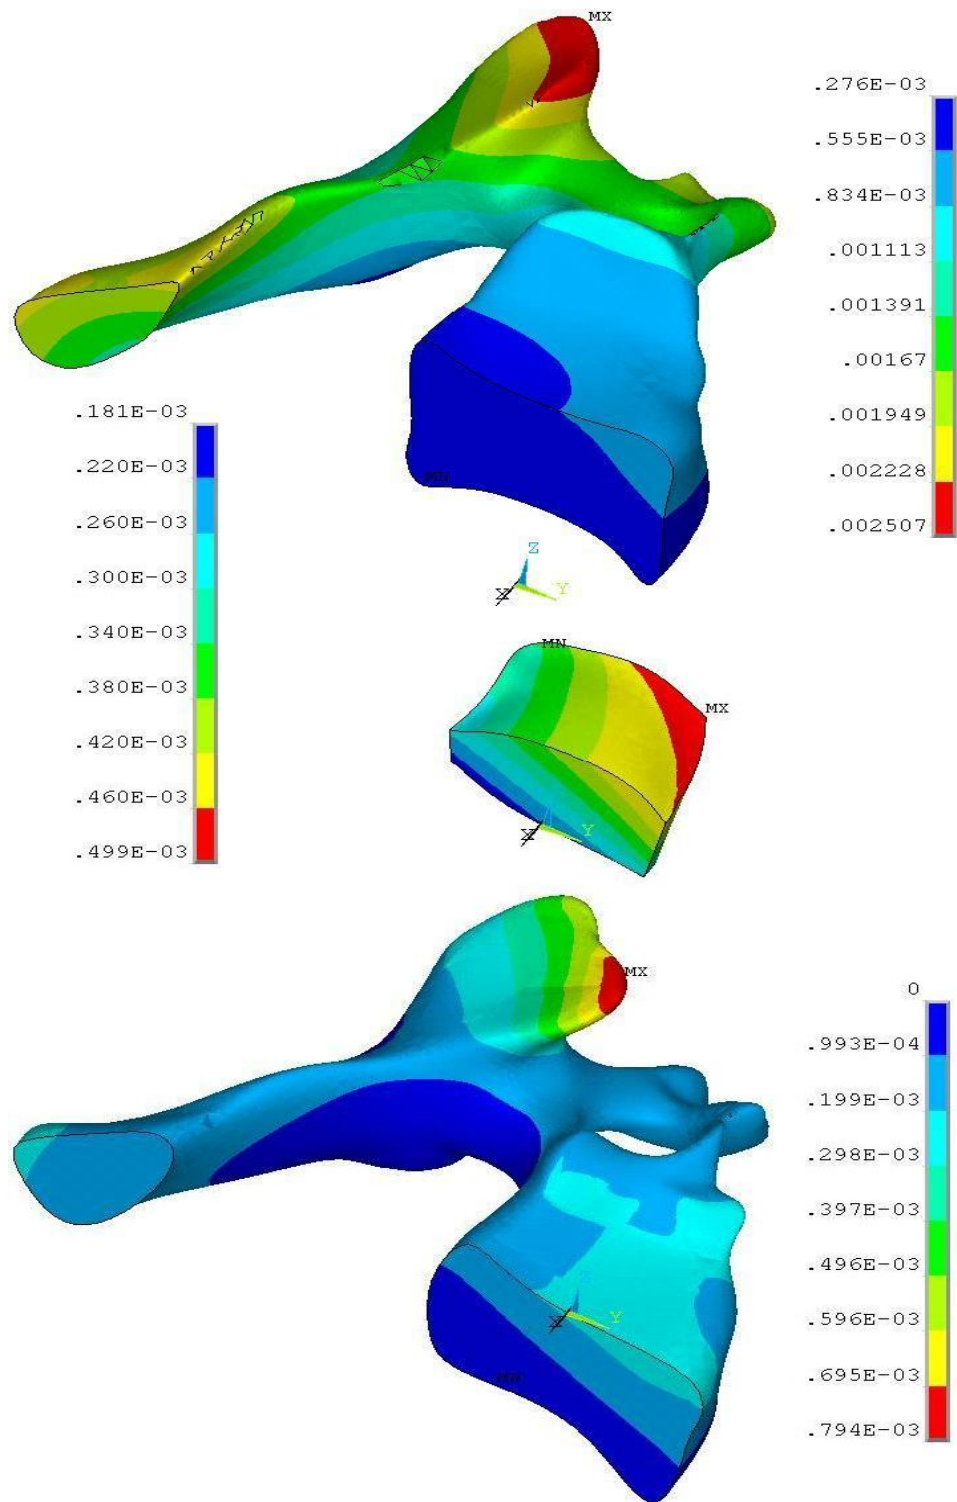 MX
.276E-03
.555E-03
.834E-03
.001113
.001391
.00167
.001949
.002228
.002507
.181E-03
.220E-03
.260E-03
.300E-03
.340E-03
.380E-03
.420E-03
.460E-03
.499E-03
MN
Z
X
Y
MN
MX
X
Y
MX
0
.993E-04
.199E-03
.298E-03
.397E-03
.496E-03
.596E-03
.695E-03
.794E-03
Z
X
Y
MN